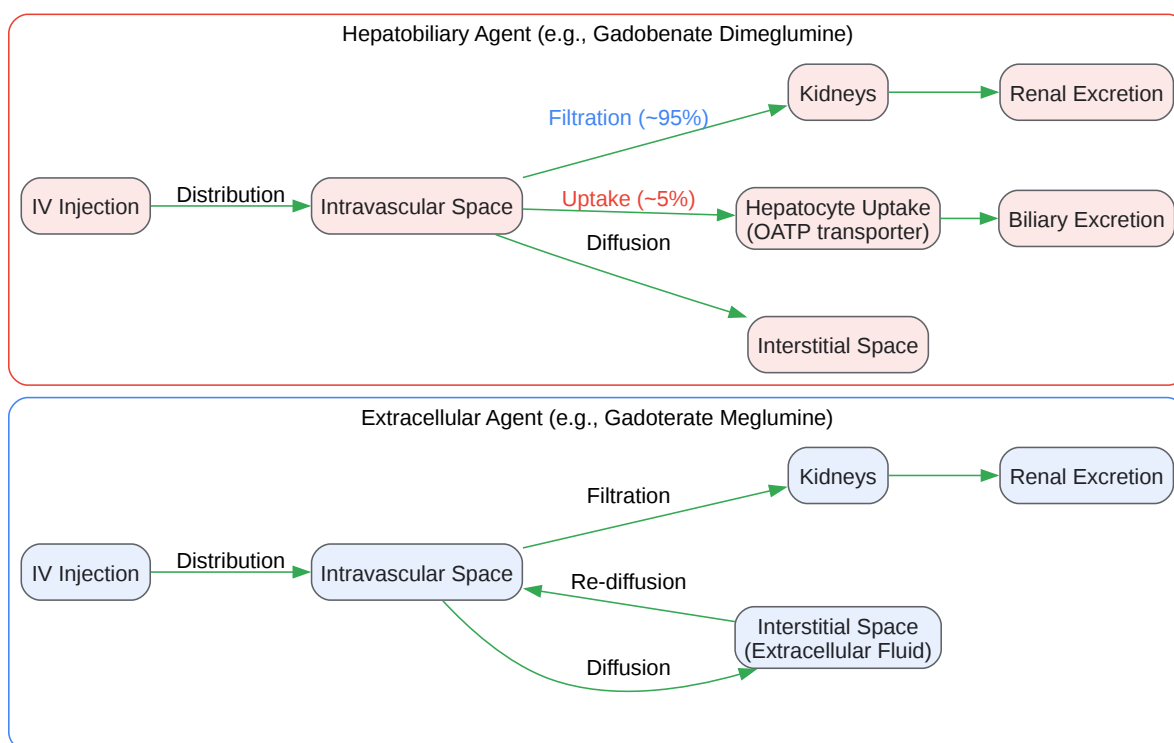 Hepatobiliary Agent (e.g., Gadobenate Dimeglumine)
Kidneys
Renal Excretion
Filtration (~95%)
IV Injection
Distribution
Intravascular Space
Uptake (~5%)
Hepatocyte Uptake
(OATP transporter)
Biliary Excretion
Diffusion
Interstitial Space
Extracellular Agent (e.g., Gadoterate Meglumine)
Kidneys
Renal Excretion
Filtration
IV Injection
Distribution
Intravascular Space
Re-diffusion
Interstitial Space
(Extracellular Fluid)
Diffusion